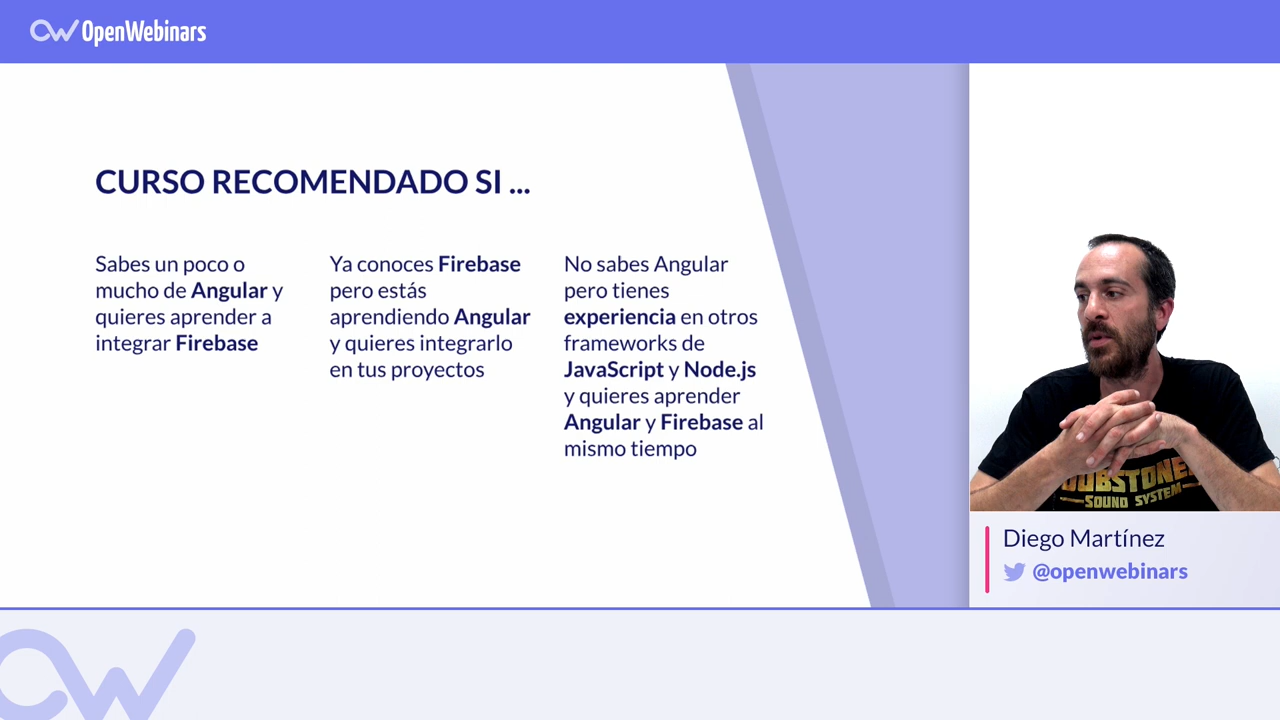 OpenWebinars
CURSO RECOMENDADO SI ...
Sabes un poco o
mucho de Angular y
quieres aprender a
integrar Firebase
Ya conoces Firebase
pero estás
aprendiendo Angular
y quieres integrarlo
en tus proyectos
No sabes Angular
pero tienes
experiencia en otros
frameworks de
JavaScript y Node.js
y quieres aprender
Angular y Firebase al
mismo tiempo
DUBSTONE
SOUND SYSTEM
Diego Martínez
@openwebinars